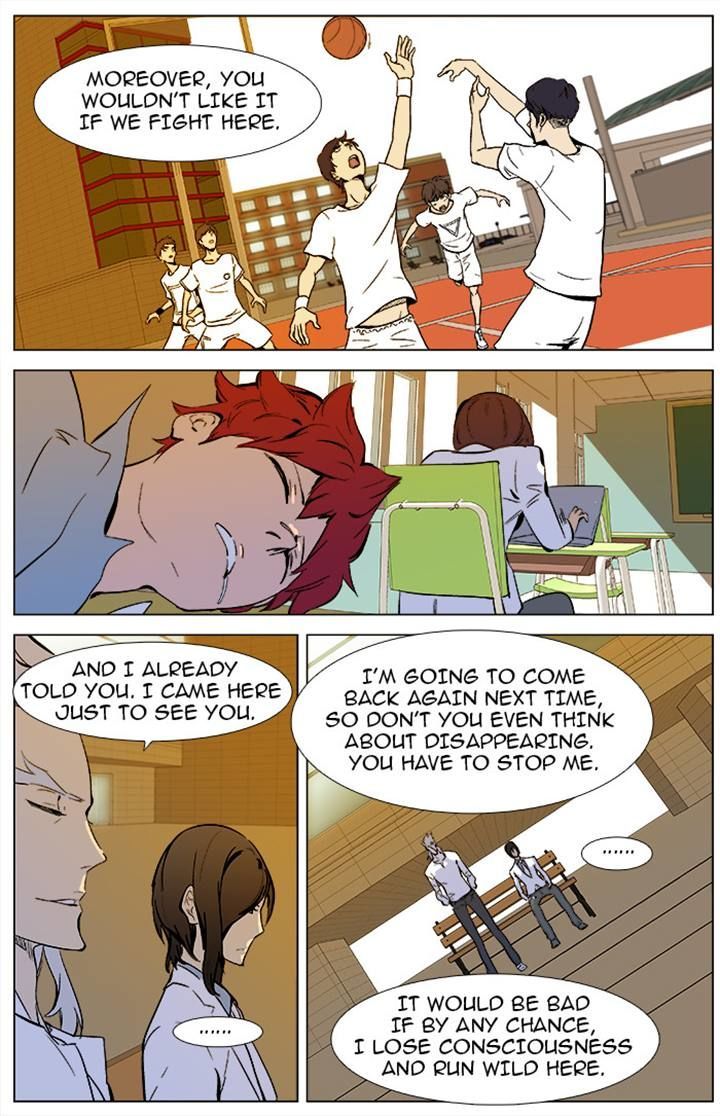 MOREOVER, YOU
WOULDN'T LIKE IT
IF WE FIGHT HERE.
AND I ALREADY
TOLD YOU. I CAME HERE
JUST TO SEE YOU.
......
I'M GOING TO COME
BACK AGAIN NEXT TIME,
SO DON'T YOU EVEN THINK
ABOUT DISAPPEARING.
YOU HAVE TO STOP ME.
......
IT WOULD BE BAD
IF BY ANY CHANCE,
I LOSE CONSCIOUSNESS
AND RUN WILD HERE.